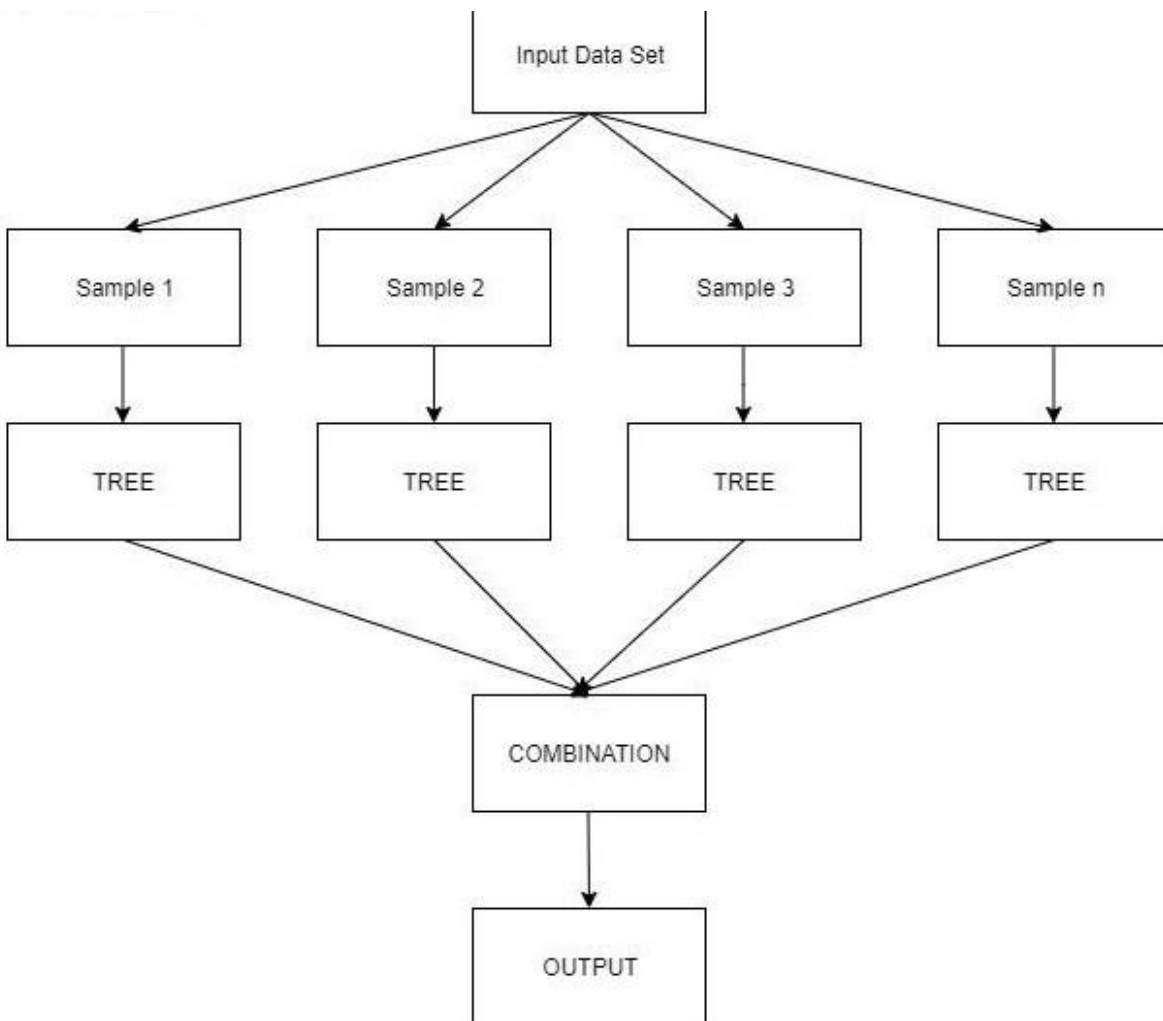 Input Data Set
Sample 1
Sample 2
Sample 3
Sample n
TREE
TREE
TREE
TREE
COMBINATION
OUTPUT